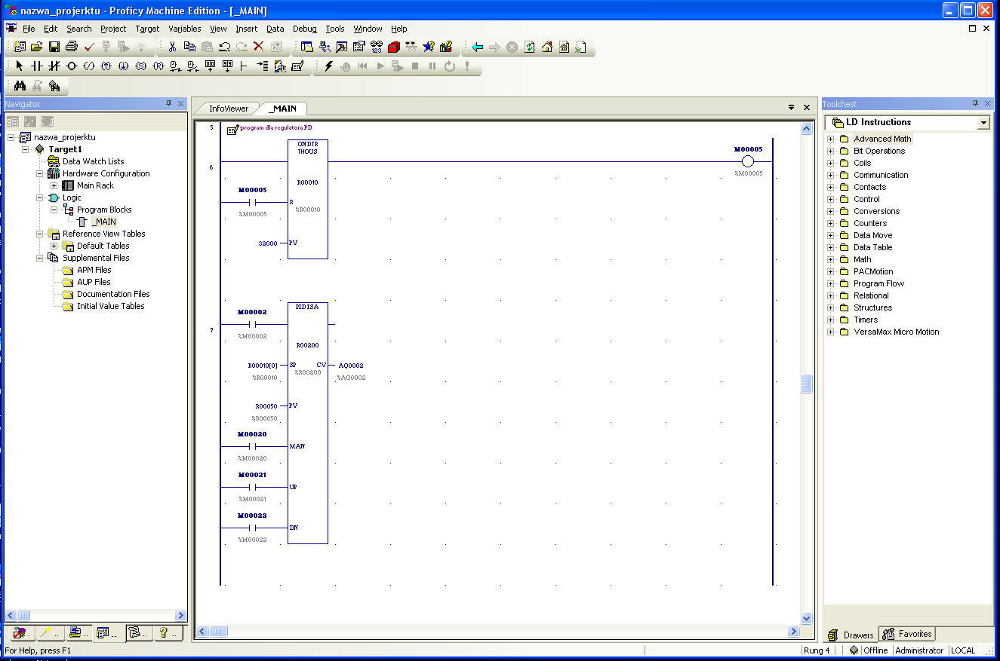 nazwa_projerktu - Proficy Machine Edition - [_MAIN]
File Edit Search Project Target Variables View Insert Data Debug Tools Window Help
Navigator
nazwa_projerktu
Target1
Data Watch Lists
Hardware Configuration
Main Rack
Logic
Program Blocks
_MAIN
Reference View Tables
Default Tables
Supplemental Files
APM Files
AUP Files
Documentation Files
Initial Value Tables
InfoViewer _MAIN
5 program dla regulatora PD
ONDTR
THOUS
6
M00005
%M00005
R00010
M00005
R
%R00010
%M00005
32000 PV
M00002
PIDISA
7
%M00002
R00200
R00010[0] SP CV AQ0002
%R00010 %R00200 %AQ0002
R00050 PV
%R00050
M00020
MAN
%M00020
M00021
UP
%M00021
M00022
DN
%M00022
Toolchest
LD Instructions
Advanced Math
Bit Operations
Coils
Communication
Contacts
Control
Conversions
Counters
Data Move
Data Table
Math
PACMotion
Program Flow
Relational
Structures
Timers
VersaMax Micro Motion
Drawers Favorites
For Help, press F1
Rung 4 Offline Administrator LOCAL